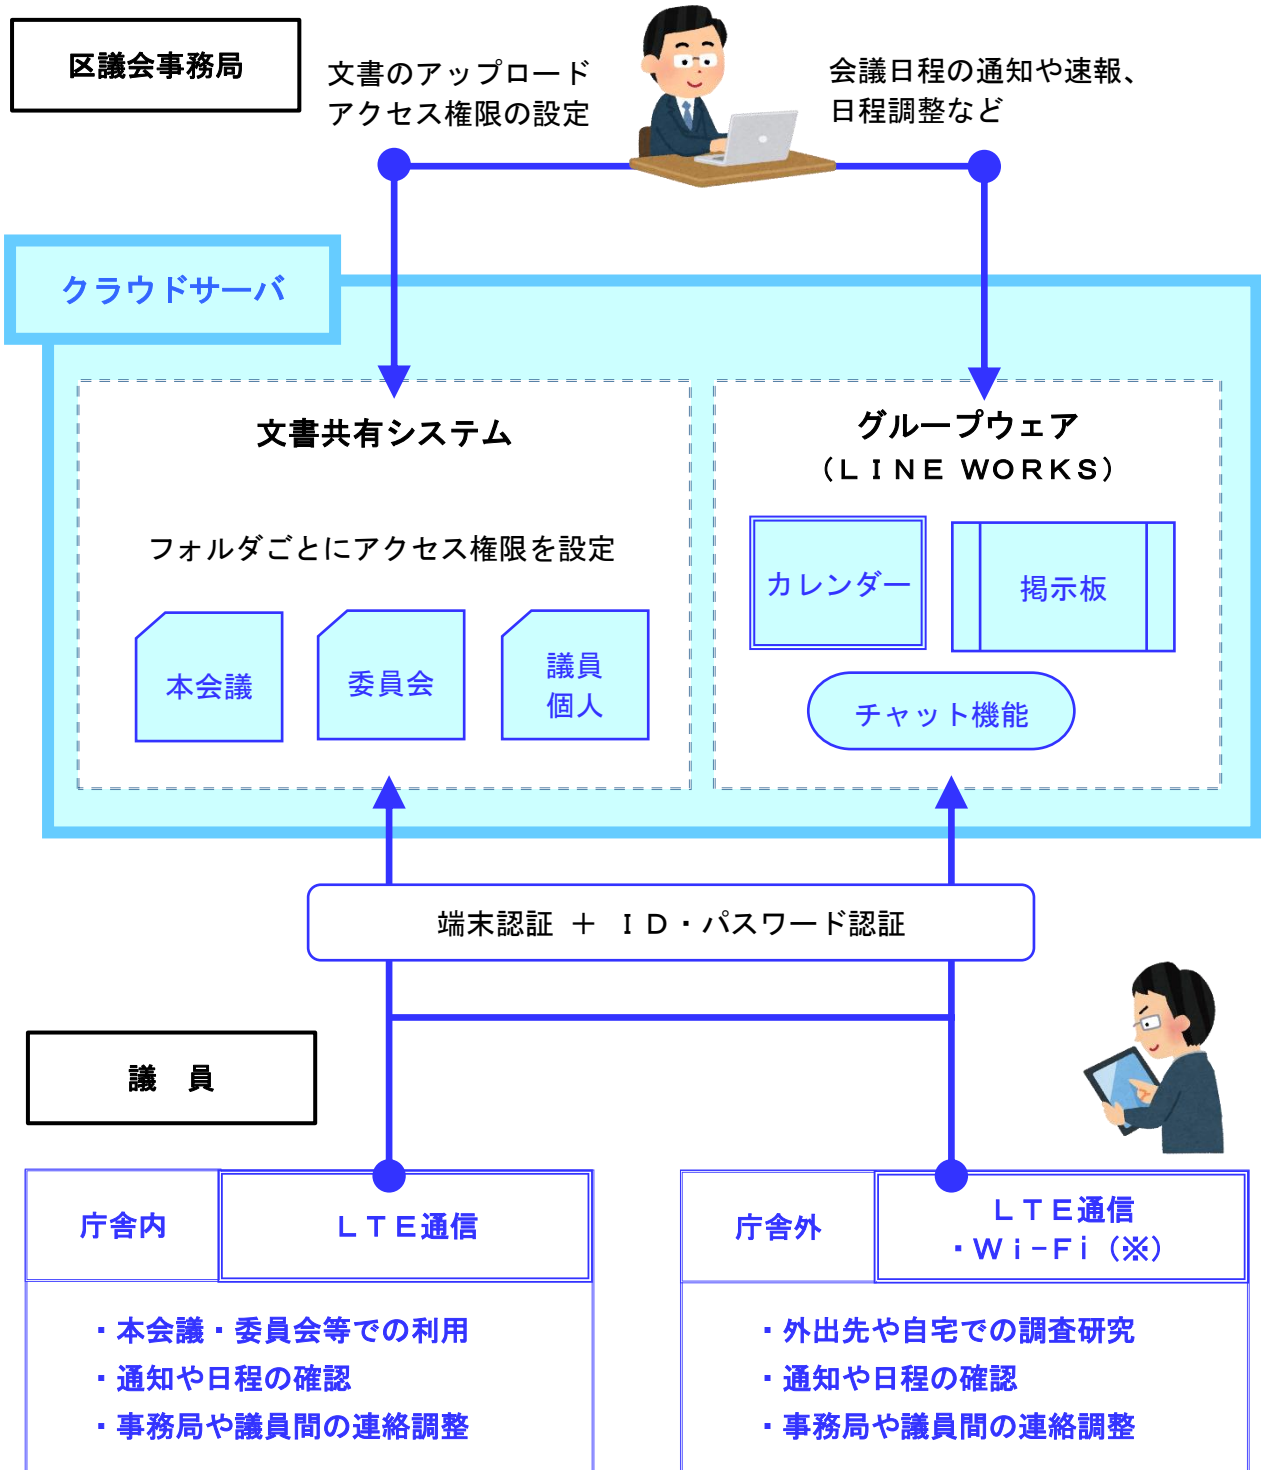 区議会事務局
文書のアップロード
アクセス権限の設定
会議日程の通知や速報、
日程調整など
クラウドサーバ
文書共有システム
フォルダごとにアクセス権限を設定
本会議
委員会
議員
個人
グループウェア
（ＬＩＮＥ ＷＯＲＫＳ）
カレンダー
掲示板
チャット機能
端末認証 ＋ ＩＤ・パスワード認証
議　員
庁舎内
ＬＴＥ通信
・本会議・委員会等での利用
・通知や日程の確認
・事務局や議員間の連絡調整
庁舎外
ＬＴＥ通信
・Ｗｉ－Ｆｉ（※）
・外出先や自宅での調査研究
・通知や日程の確認
・事務局や議員間の連絡調整